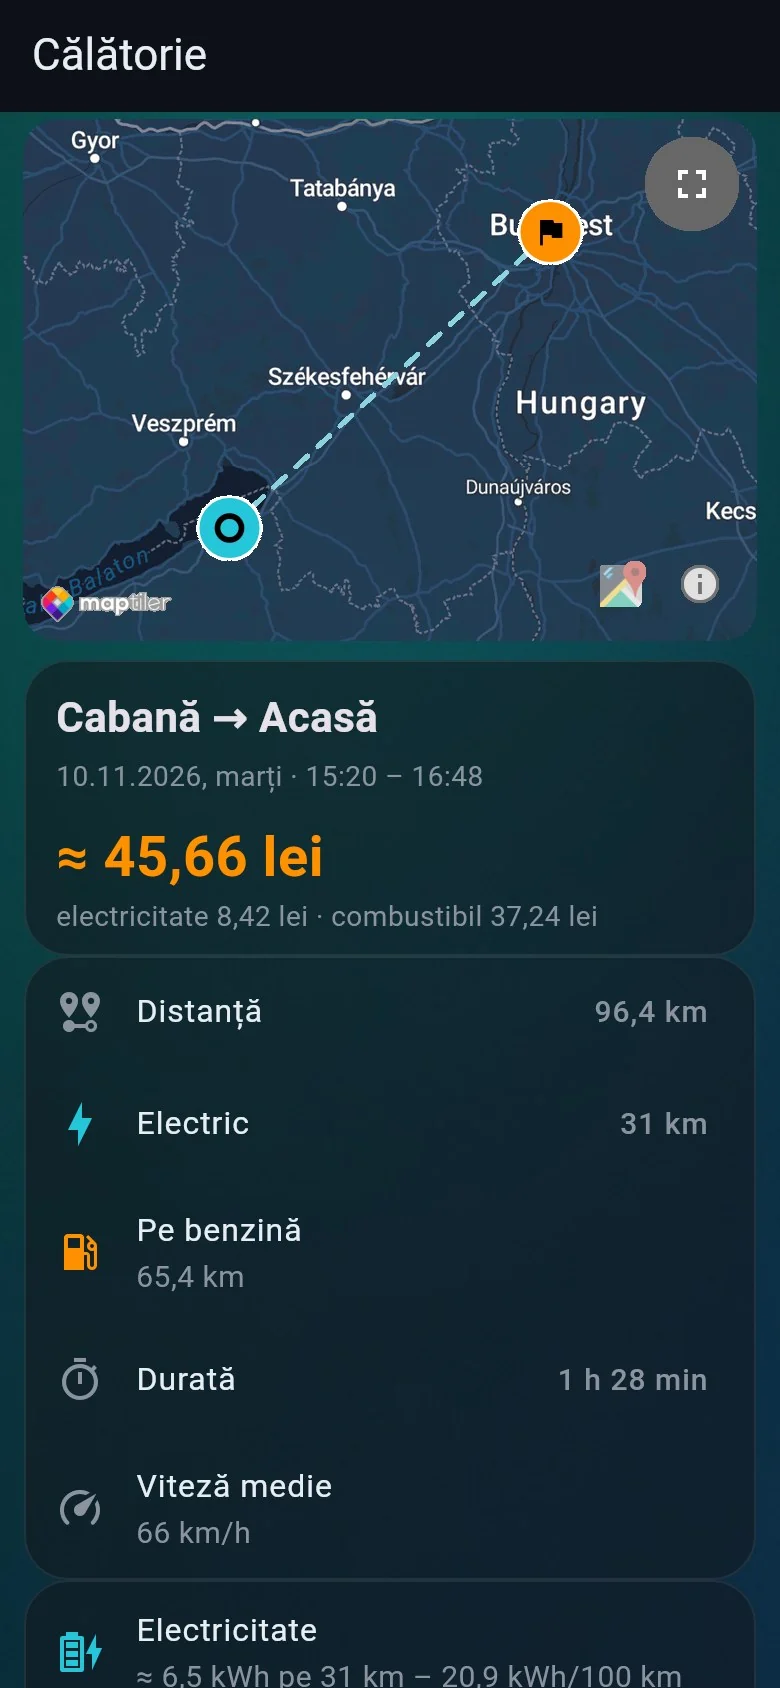 Călătorie
Gyor
Tatabánya
Székesfehérvár
Hungary
Veszprém
Dunaújváros
Kecs
Balaton
maptiler
Cabană → Acasă
10.11.2026, marți · 15:20 – 16:48
≈ 45,66 lei
electricitate 8,42 lei · combustibil 37,24 lei
Distanță 96,4 km
Electric 31 km
Pe benzină
65,4 km
Durată 1 h 28 min
Viteză medie
66 km/h
Electricitate
≈ 6,5 kWh pe 31 km – 20,9 kWh/100 km